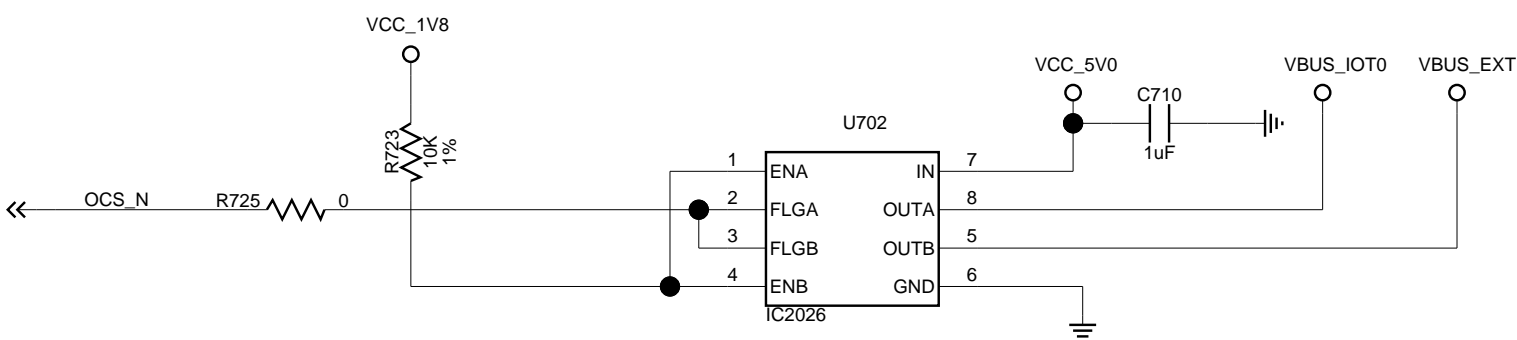 VCC_1V8
VCC_5V0
VBUS_IOT0
VBUS_EXT
C710
1uF
R723
10K
1%
U702
OCS_N
R725
0
1
ENA
IN
7
2
FLGA
OUTA
8
3
FLGB
OUTB
5
4
ENB
GND
6
IC2026